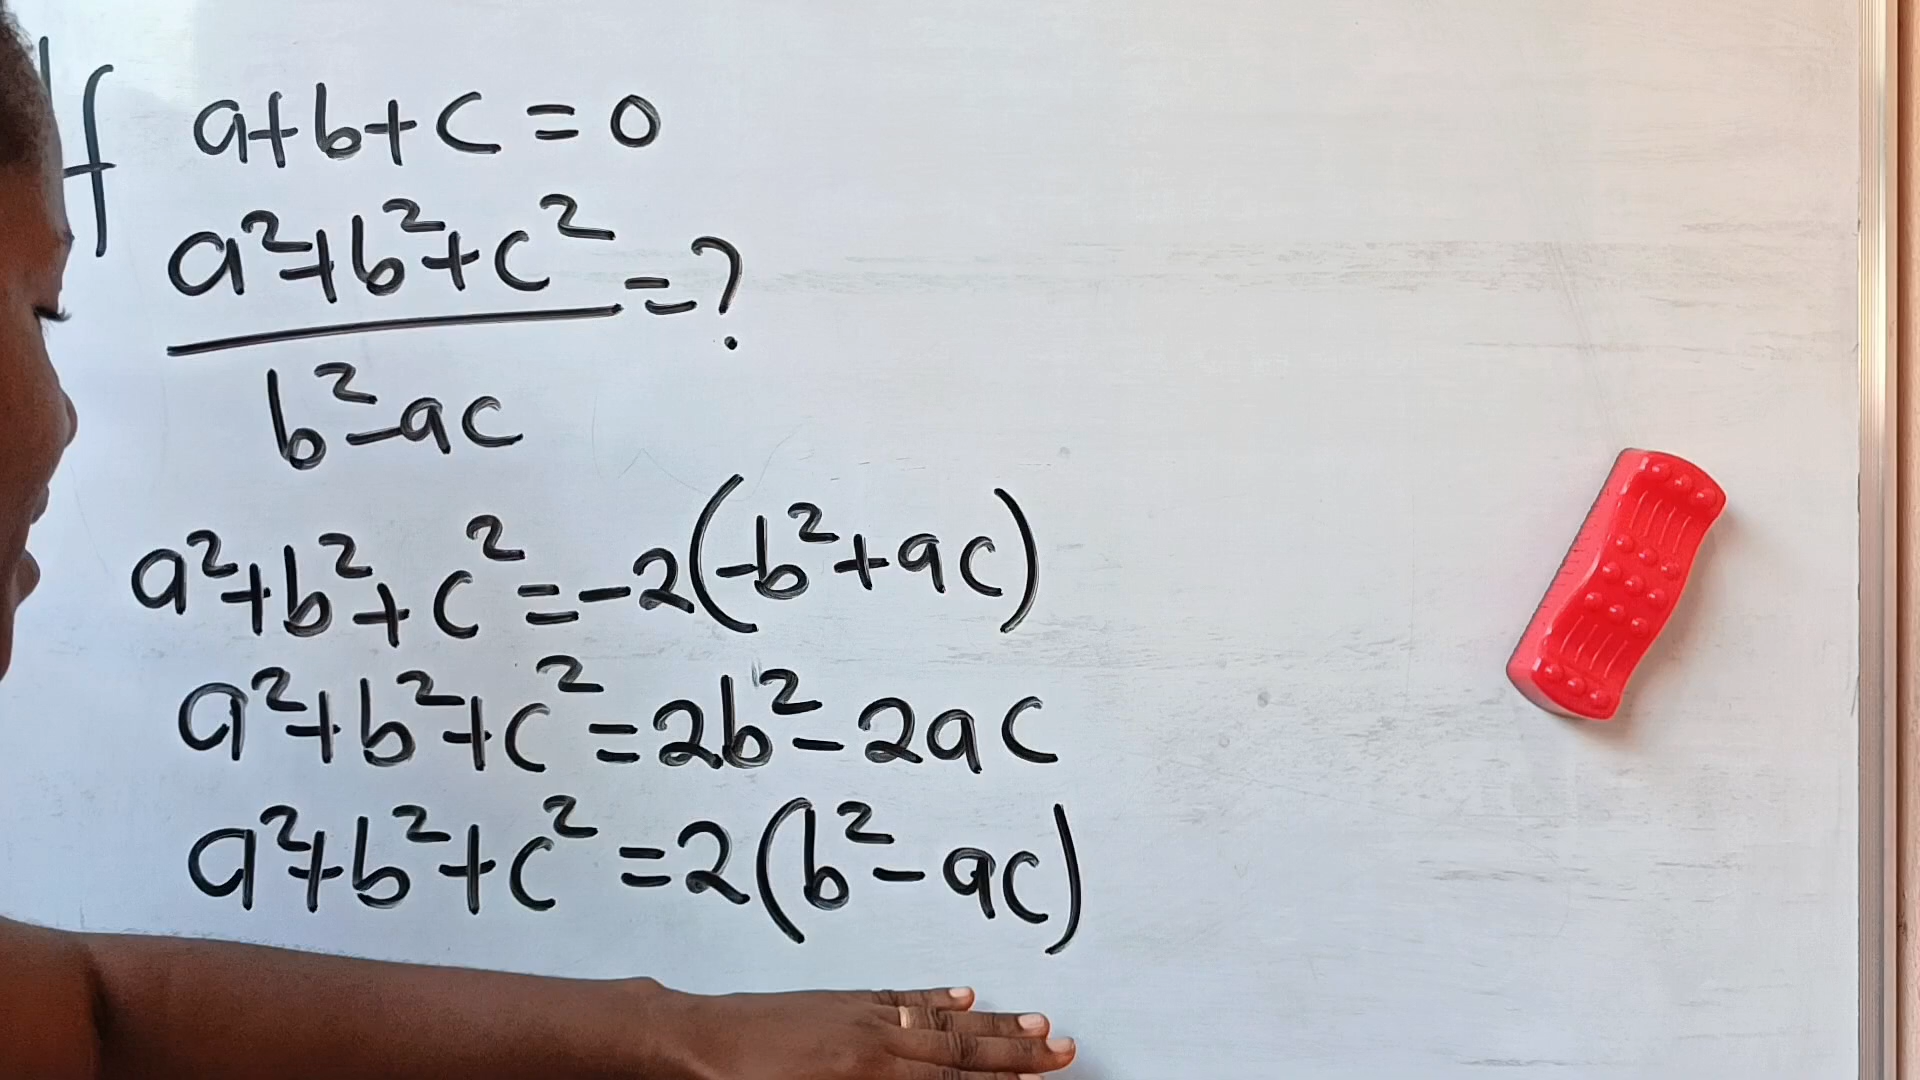 If a+b+c=0
a²+b²+c²
=?
b²-ac
a²+b²+c²=-2(-b²+ac)
a²+b²+c²=2b²-2ac
a²+b²+c²=2(b²-ac)